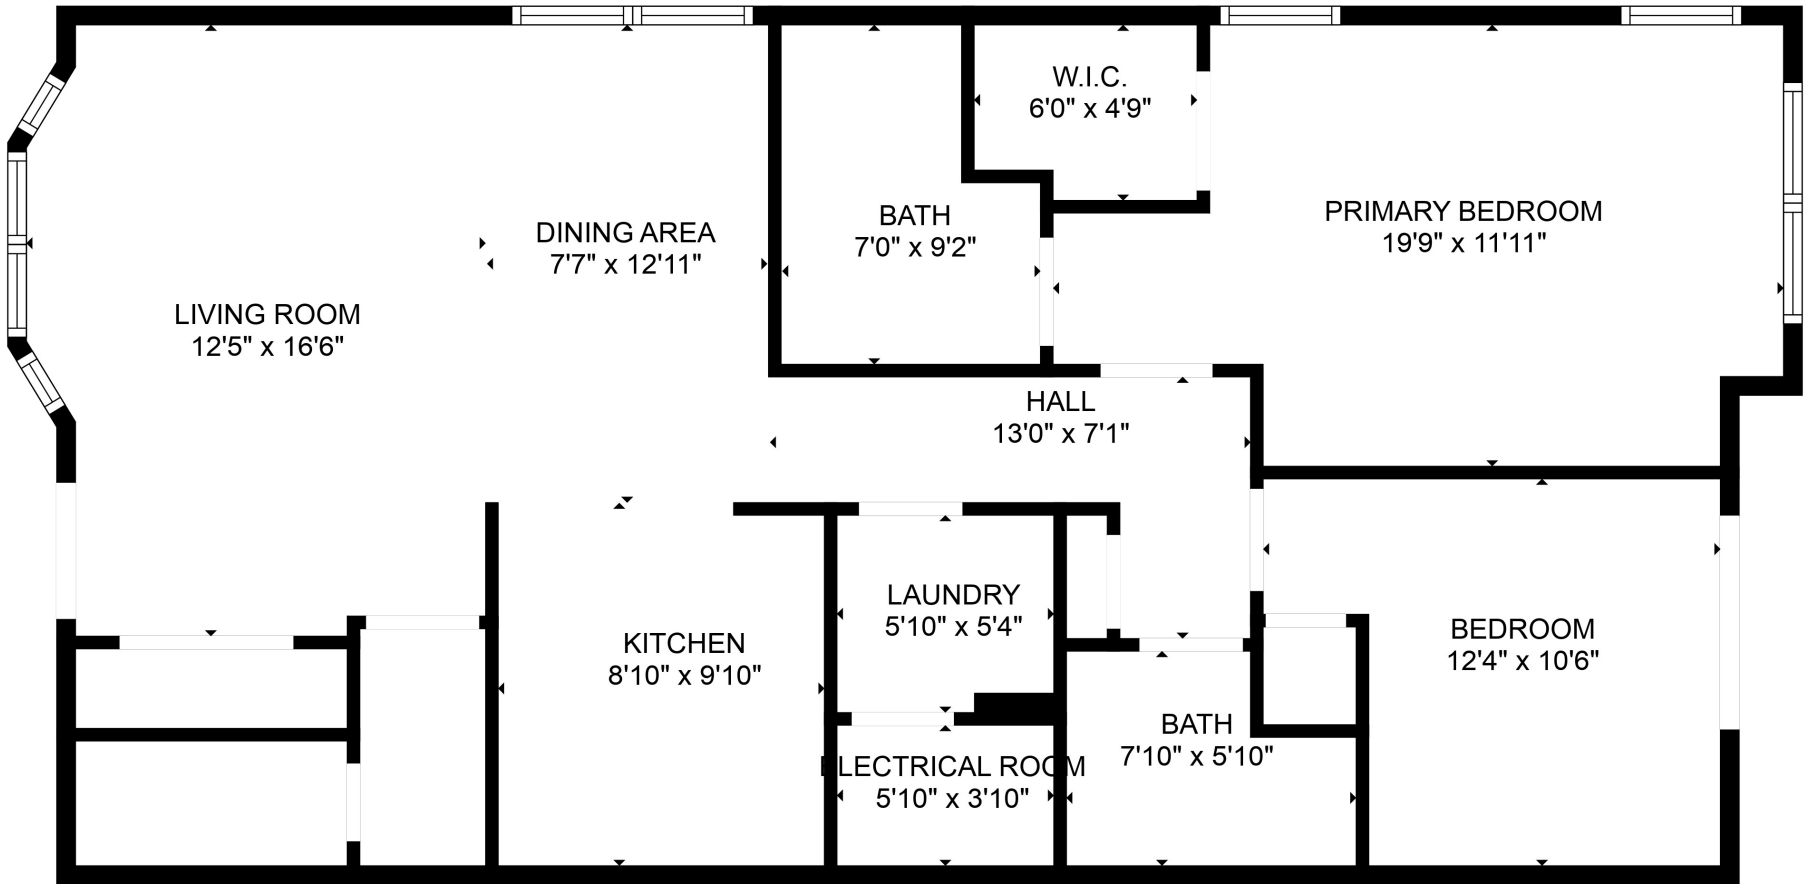 W.I.C.
6'0" x 4'9"
BATH
7'0" x 9'2"
PRIMARY BEDROOM
19'9" x 11'11"
DINING AREA
7'7" x 12'11"
LIVING ROOM
12'5" x 16'6"
HALL
13'0" x 7'1"
LAUNDRY
5'10" x 5'4"
KITCHEN
8'10" x 9'10"
BEDROOM
12'4" x 10'6"
BATH
7'10" x 5'10"
ELECTRICAL ROOM
5'10" x 3'10"